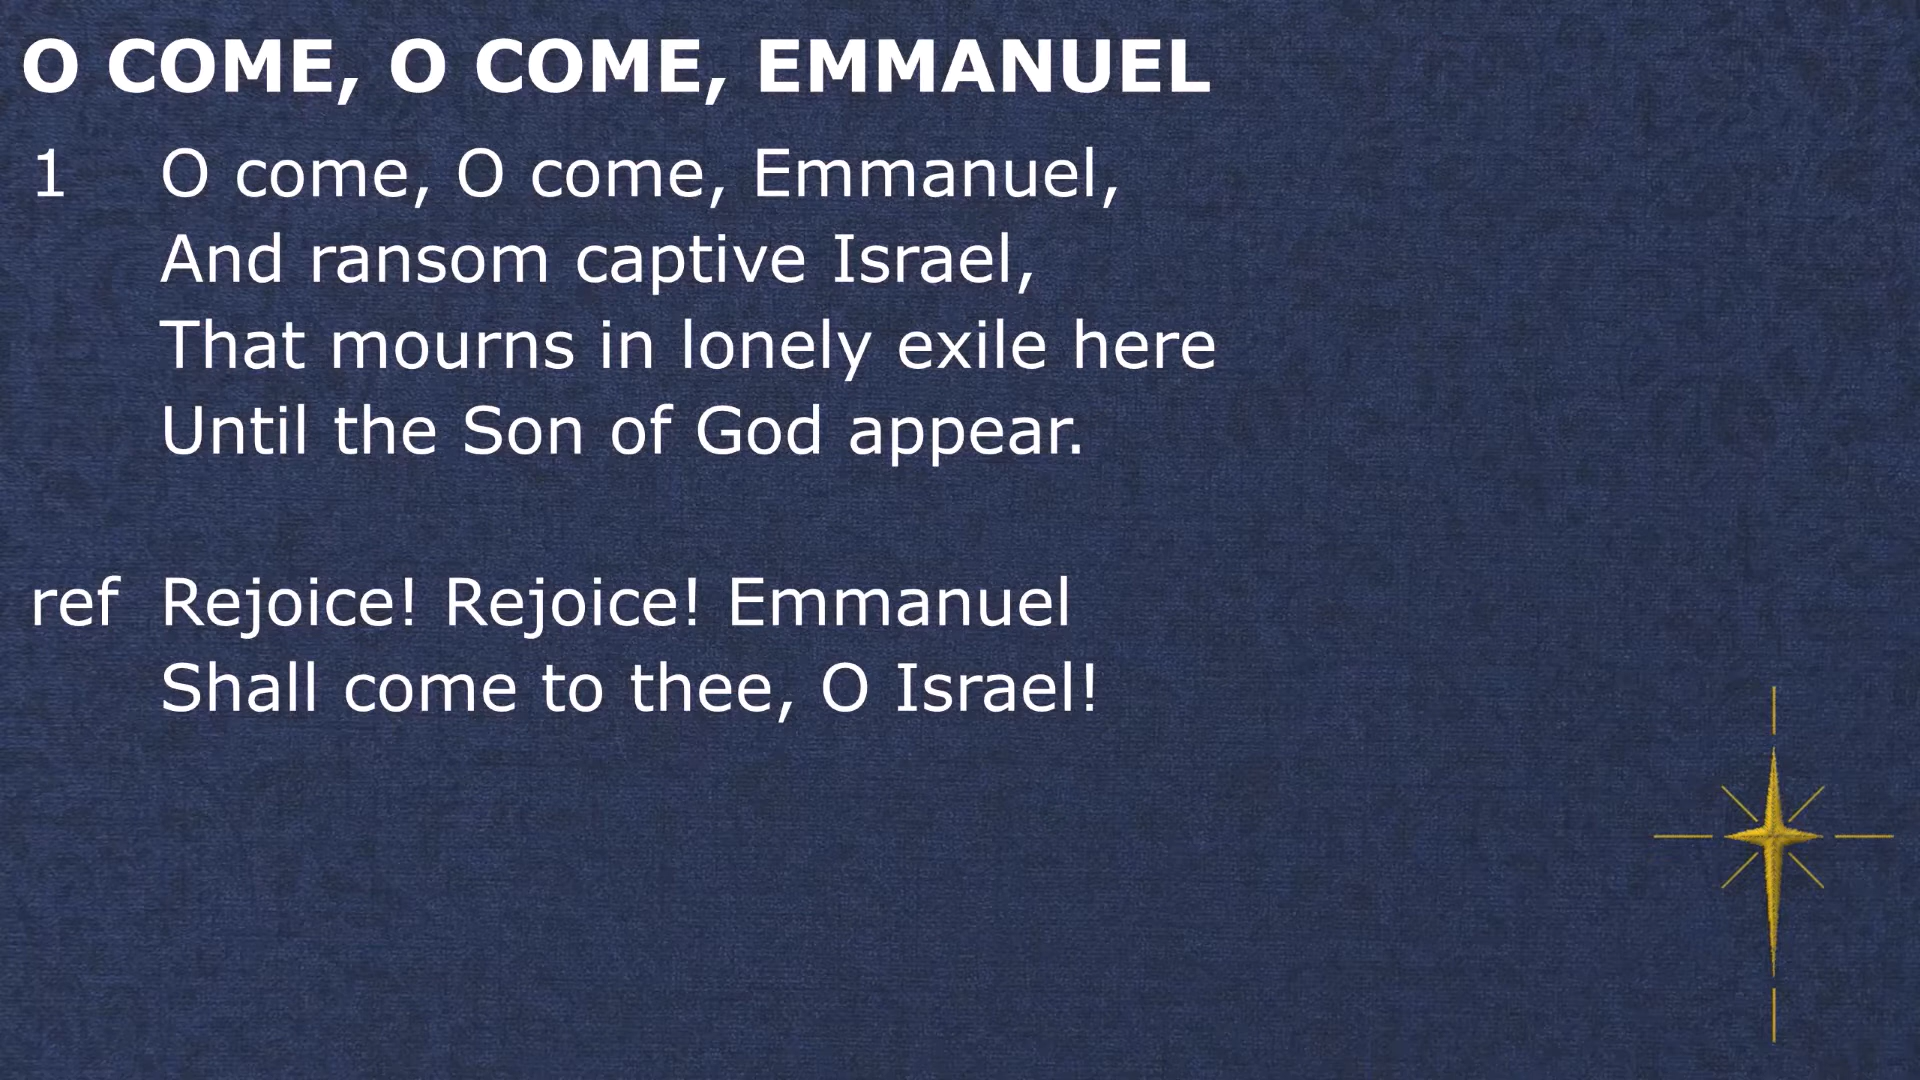 O COME, O COME, EMMANUEL
1 O come, O come, Emmanuel,
And ransom captive Israel,
That mourns in lonely exile here
Until the Son of God appear.
ref Rejoice! Rejoice! Emmanuel
Shall come to thee, O Israel!